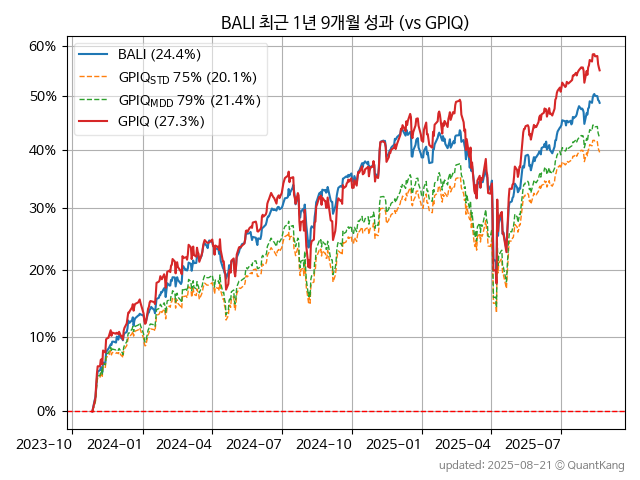 BALI 최근 1년 9개월 성과 (vs GPIQ)
BALI (24.4%)
GPIQSTD 75% (20.1%)
GPIQMDD 79% (21.4%)
GPIQ (27.3%)
60%
50%
40%
30%
20%
10%
0%
2023-10 2024-01 2024-04 2024-07 2024-10 2025-01 2025-04 2025-07
updated: 2025-08-21 ⓒ QuantKang